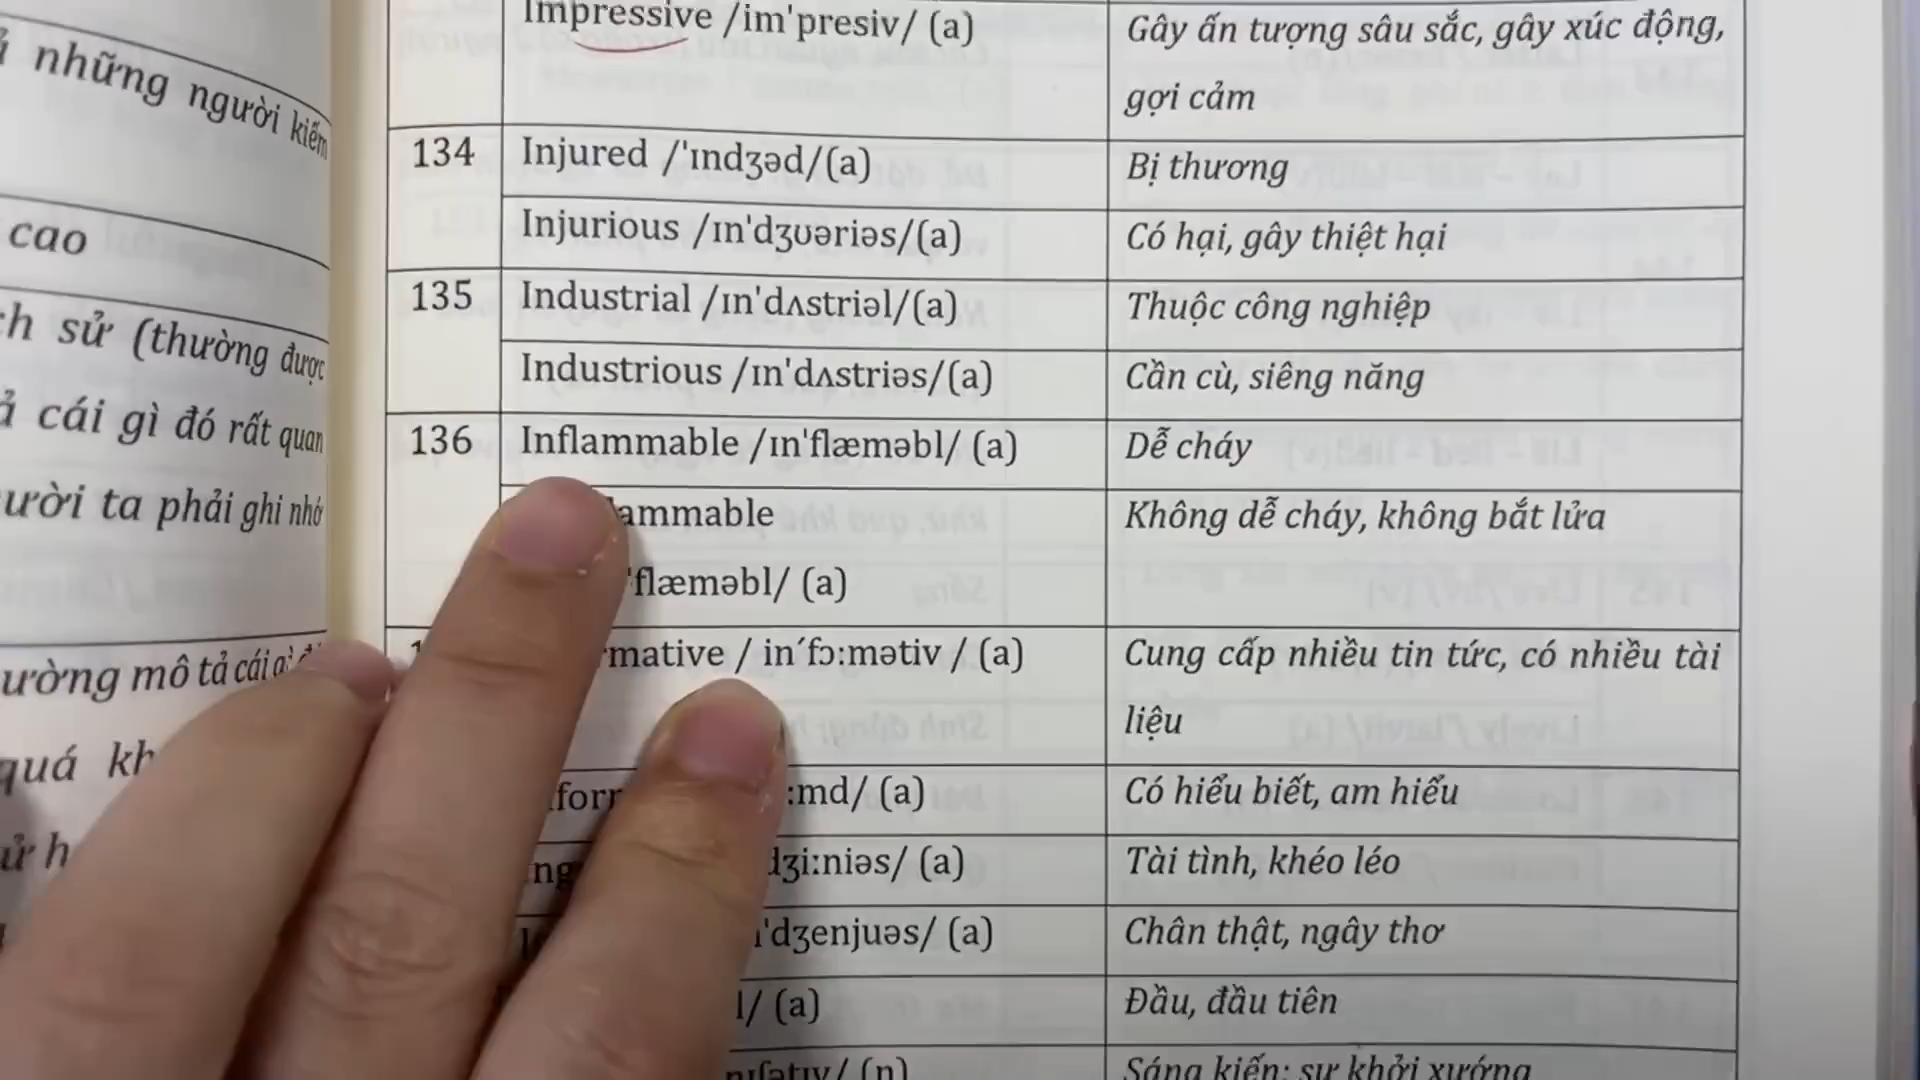 những người kiếm
cao
sử (thường được
cái gì đó rất quan
ười ta phải ghi nhớ
ường mô tả cái gì
quá
Impressive /im'presiv/ (a)
Gây ấn tượng sâu sắc, gây xúc động,
gợi cảm
134
Injured /'ɪndʒəd/(a)
Bị thương
Injurious /ɪn'dʒʊəriəs/(a)
Có hại, gây thiệt hại
135
Industrial /ɪn'dʌstriəl/(a)
Thuộc công nghiệp
Industrious /ɪn'dʌstriəs/(a)
Cần cù, siêng năng
136
Inflammable /ɪn'flæməbl/ (a)
Dễ cháy
ammable
Không dễ cháy, không bắt lửa
'flæməbl/ (a)
mative / in´fɔ:mətiv / (a)
Cung cấp nhiều tin tức, có nhiều tài
liệu
:md/ (a)
Có hiểu biết, am hiểu
dʒi:niəs/ (a)
Tài tình, khéo léo
'dʒenjuəs/ (a)
Chân thật, ngây thơ
l/ (a)
Đầu, đầu tiên
nɪʃətɪv/ (n)
Sáng kiến; sự khởi xướng